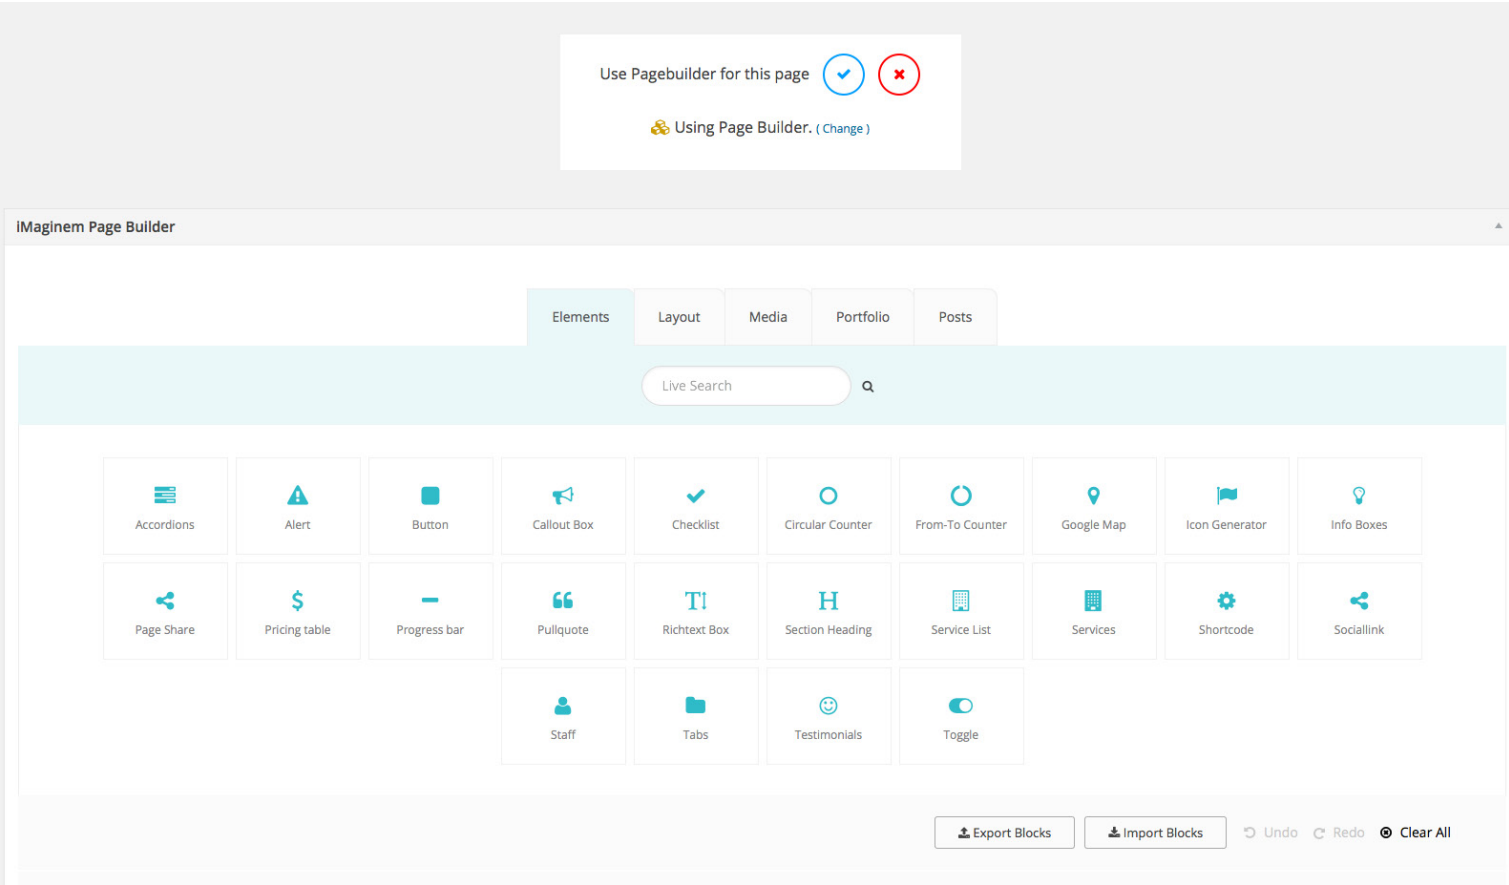 Use Pagebuilder for this page
Using Page Builder. ( Change )
iMaginem Page Builder
Elements Layout Media Portfolio Posts
Live Search
Accordions Alert Button Callout Box Checklist Circular Counter From-To Counter Google Map Icon Generator Info Boxes
Page Share Pricing table Progress bar Pullquote Richtext Box Section Heading Service List Services Shortcode Sociallink
Staff Tabs Testimonials Toggle
Export Blocks Import Blocks Undo Redo Clear All